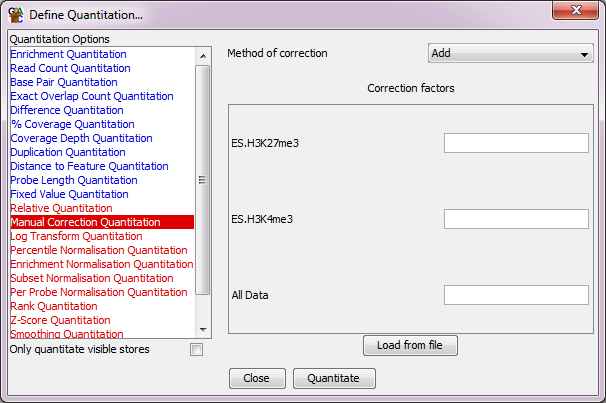 Define Quantitation...
Quantitation Options
Enrichment Quantitation
Read Count Quantitation
Base Pair Quantitation
Exact Overlap Count Quantitation
Difference Quantitation
% Coverage Quantitation
Coverage Depth Quantitation
Duplication Quantitation
Distance to Feature Quantitation
Probe Length Quantitation
Fixed Value Quantitation
Relative Quantitation
Manual Correction Quantitation
Log Transform Quantitation
Percentile Normalisation Quantitation
Enrichment Normalisation Quantitation
Subset Normalisation Quantitation
Per Probe Normalisation Quantitation
Rank Quantitation
Z-Score Quantitation
Smoothing Quantitation
Only quantitate visible stores
Method of correction Add
Correction factors
ES.H3K27me3
ES.H3K4me3
All Data
Load from file
Close Quantitate